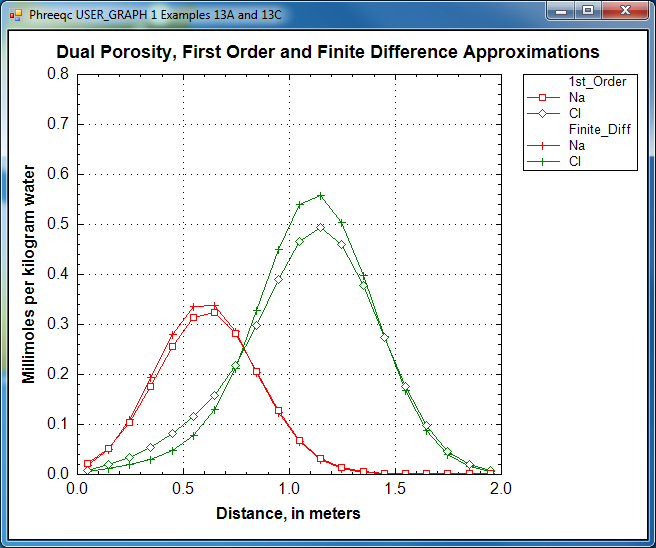 Phreeqc USER_GRAPH 1 Examples 13A and 13C
Dual Porosity, First Order and Finite Difference Approximations
0.8
0.7
0.6
0.5
0.4
0.3
0.2
0.1
0.0
Millimoles per kilogram water
0.0 0.5 1.0 1.5 2.0
Distance, in meters
1st_Order
Na
Cl
Finite_Diff
Na
Cl